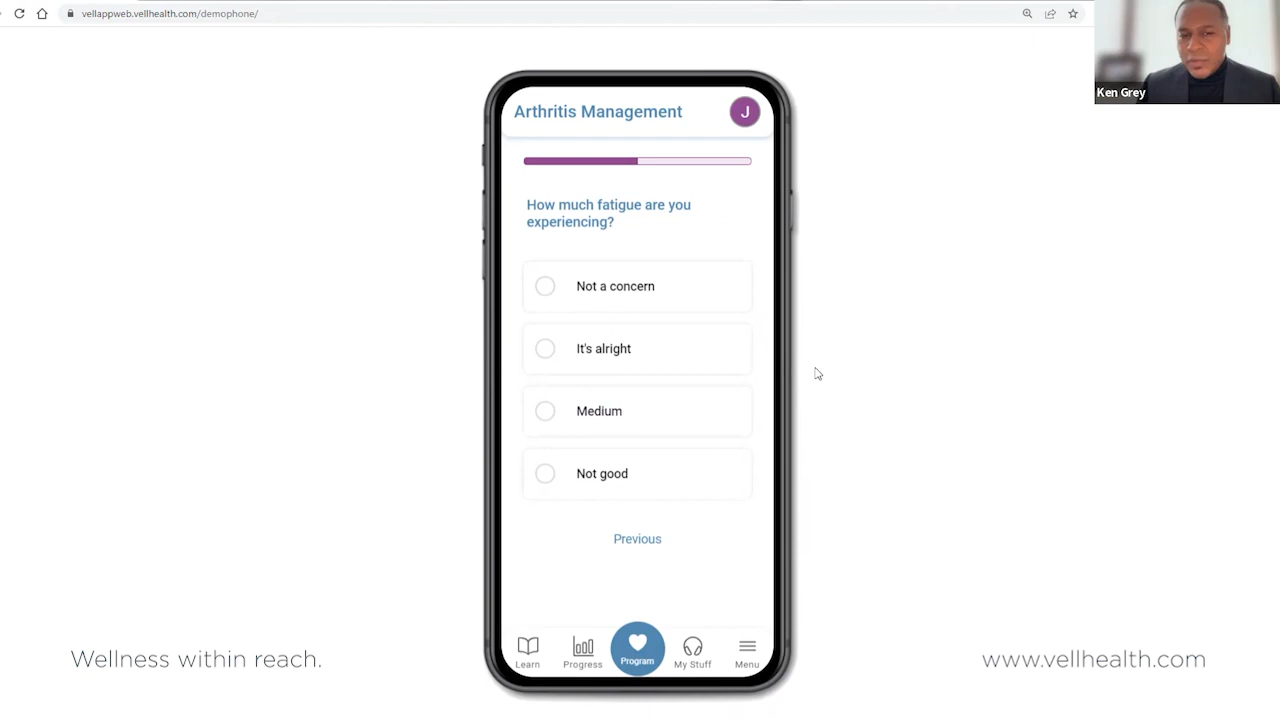 vellappweb.vellhealth.com/demophone/
Ken Grey
Arthritis Management
J
How much fatigue are you
experiencing?
Not a concern
It's alright
Medium
Not good
Previous
Learn
Progress
Program
My Stuff
Menu
Wellness within reach.
www.vellhealth.com